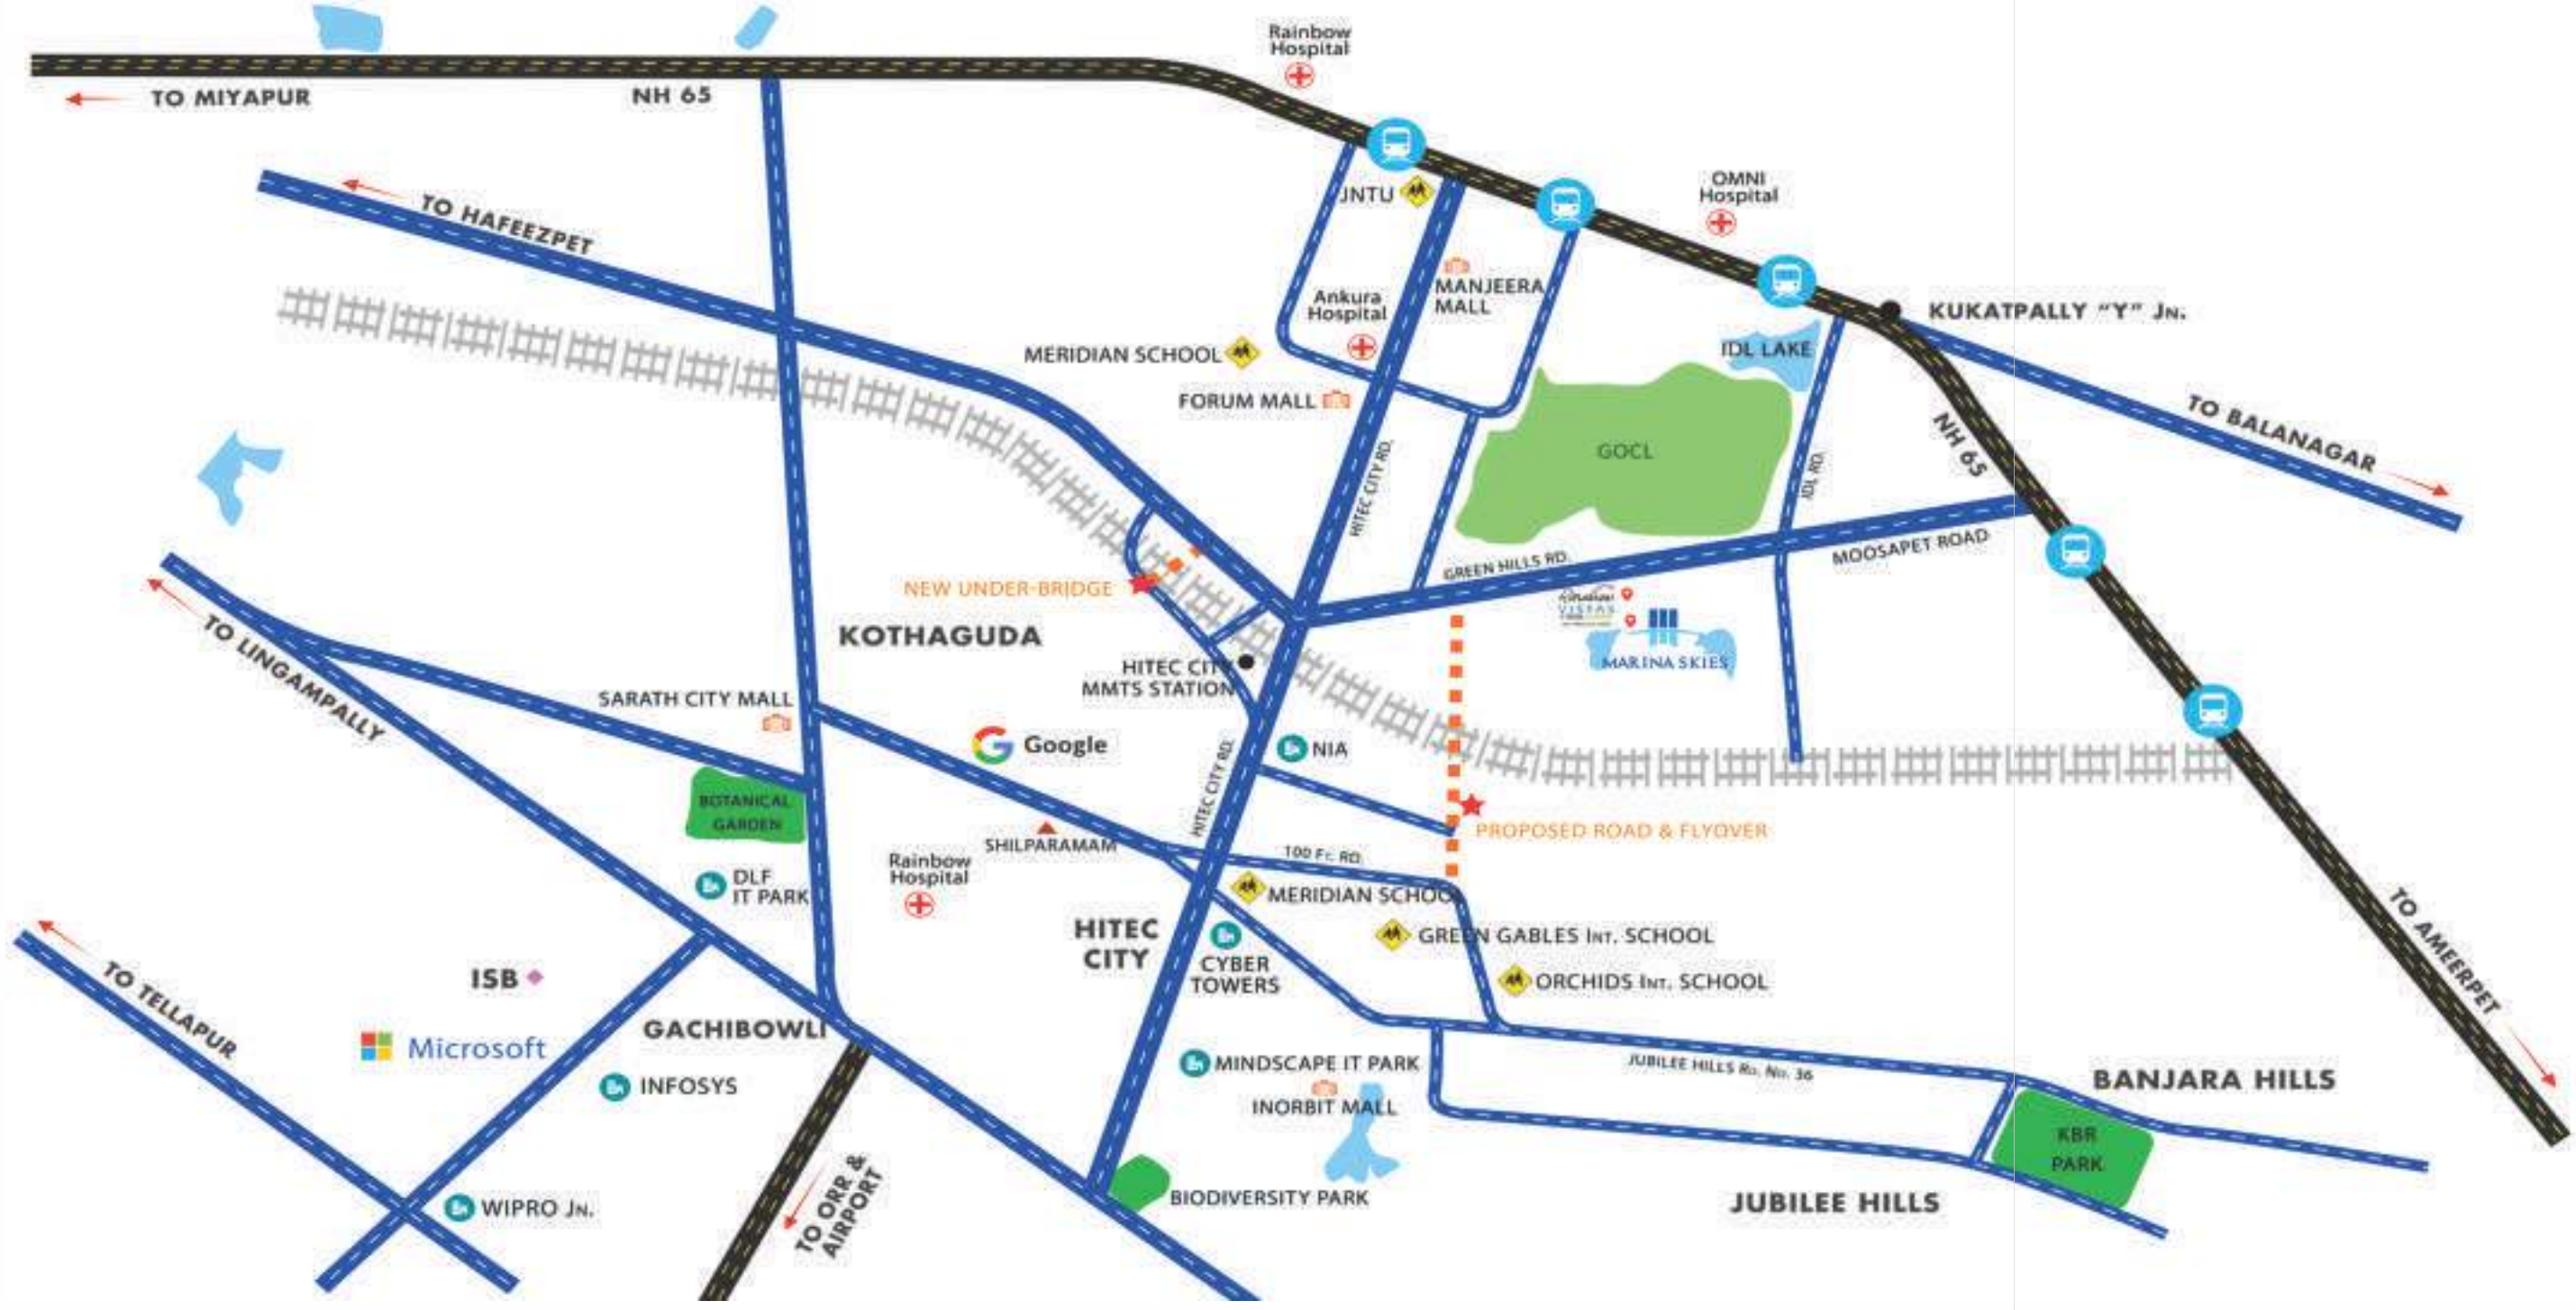 Rainbow
Hospital
TO MIYAPUR
NH 65
JNTU
OMNI
Hospital
TO HAFEEZPET
MANJEERA
MALL
Ankura
Hospital
KUKATPALLY "Y" JN.
MERIDIAN SCHOOL
IDL LAKE
FORUM MALL
TO BALANAGAR
NH 65
GOCL
HITEC CITY RD.
IDL RD.
MOOSAPET ROAD
GREEN HILLS RD.
NEW UNDER-BRIDGE
VISTAS
KOTHAGUDA
TO LINGAMPALLY
HITEC CITY
MMTS STATION
MARINA SKIES
SARATH CITY MALL
Google
NIA
HITEC CITY RD.
BOTANICAL
GARDEN
PROPOSED ROAD & FLYOVER
SHILPARAMAM
100 FT. RD.
Rainbow
Hospital
DLF
IT PARK
MERIDIAN SCHOOL
HITEC
CITY
GREEN GABLES INT. SCHOOL
CYBER
TOWERS
ORCHIDS INT. SCHOOL
TO AMEERPET
TO TELLAPUR
ISB
GACHIBOWLI
Microsoft
MINDSCAPE IT PARK
JUBILEE HILLS RD. NO. 36
BANJARA HILLS
INFOSYS
INORBIT MALL
KBR
PARK
TO ORR &
AIRPORT
BIODIVERSITY PARK
JUBILEE HILLS
WIPRO JN.